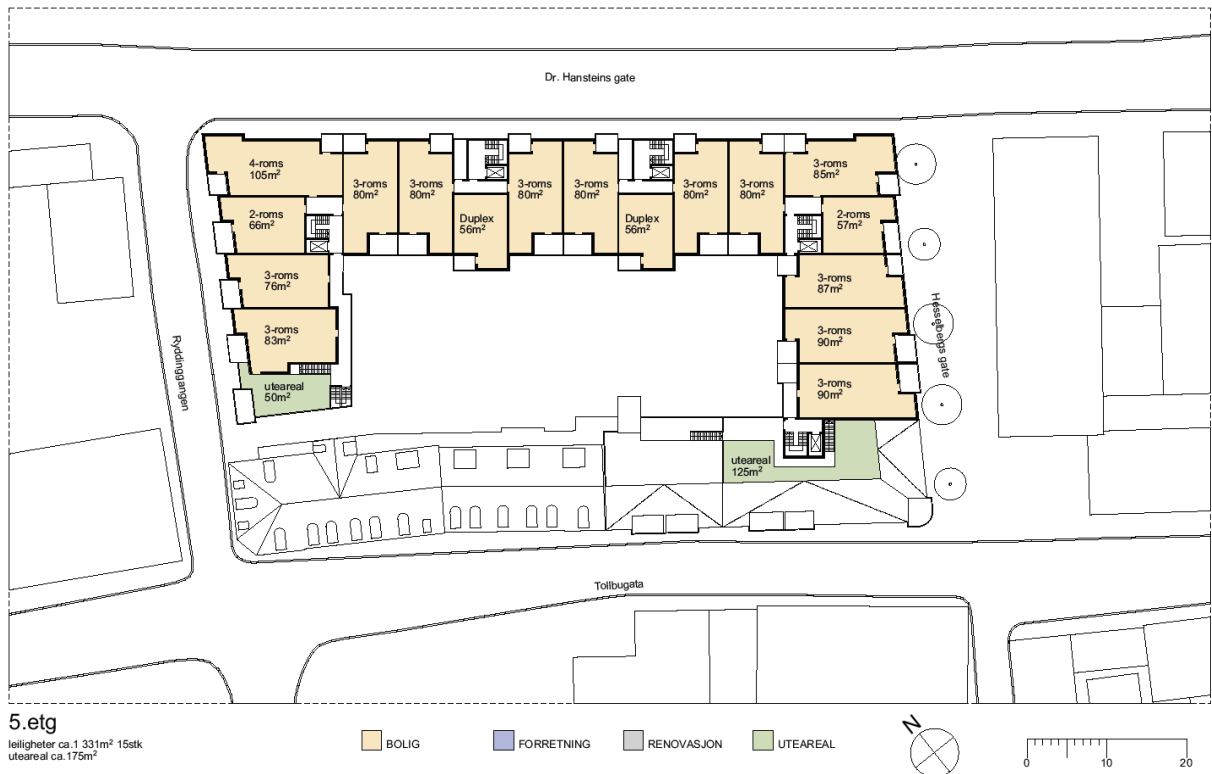 Dr. Hansteins gate
4-roms
105m²
3-roms
80m²
3-roms
80m²
3-roms
80m²
3-roms
80m²
3-roms
80m²
3-roms
80m²
3-roms
85m²
2-roms
66m²
Duplex
56m²
Duplex
56m²
2-roms
57m²
3-roms
76m²
3-roms
87m²
3-roms
83m²
3-roms
90m²
3-roms
90m²
uteareal
50m²
uteareal
125m²
Ryddinggangen
Hesselbergs gate
Tollbugata
5.etg
leiligheter ca.1 331m² 15stk
uteareal ca.175m²
BOLIG
FORRETNING
RENOVASJON
UTEAREAL
N
0 10 20